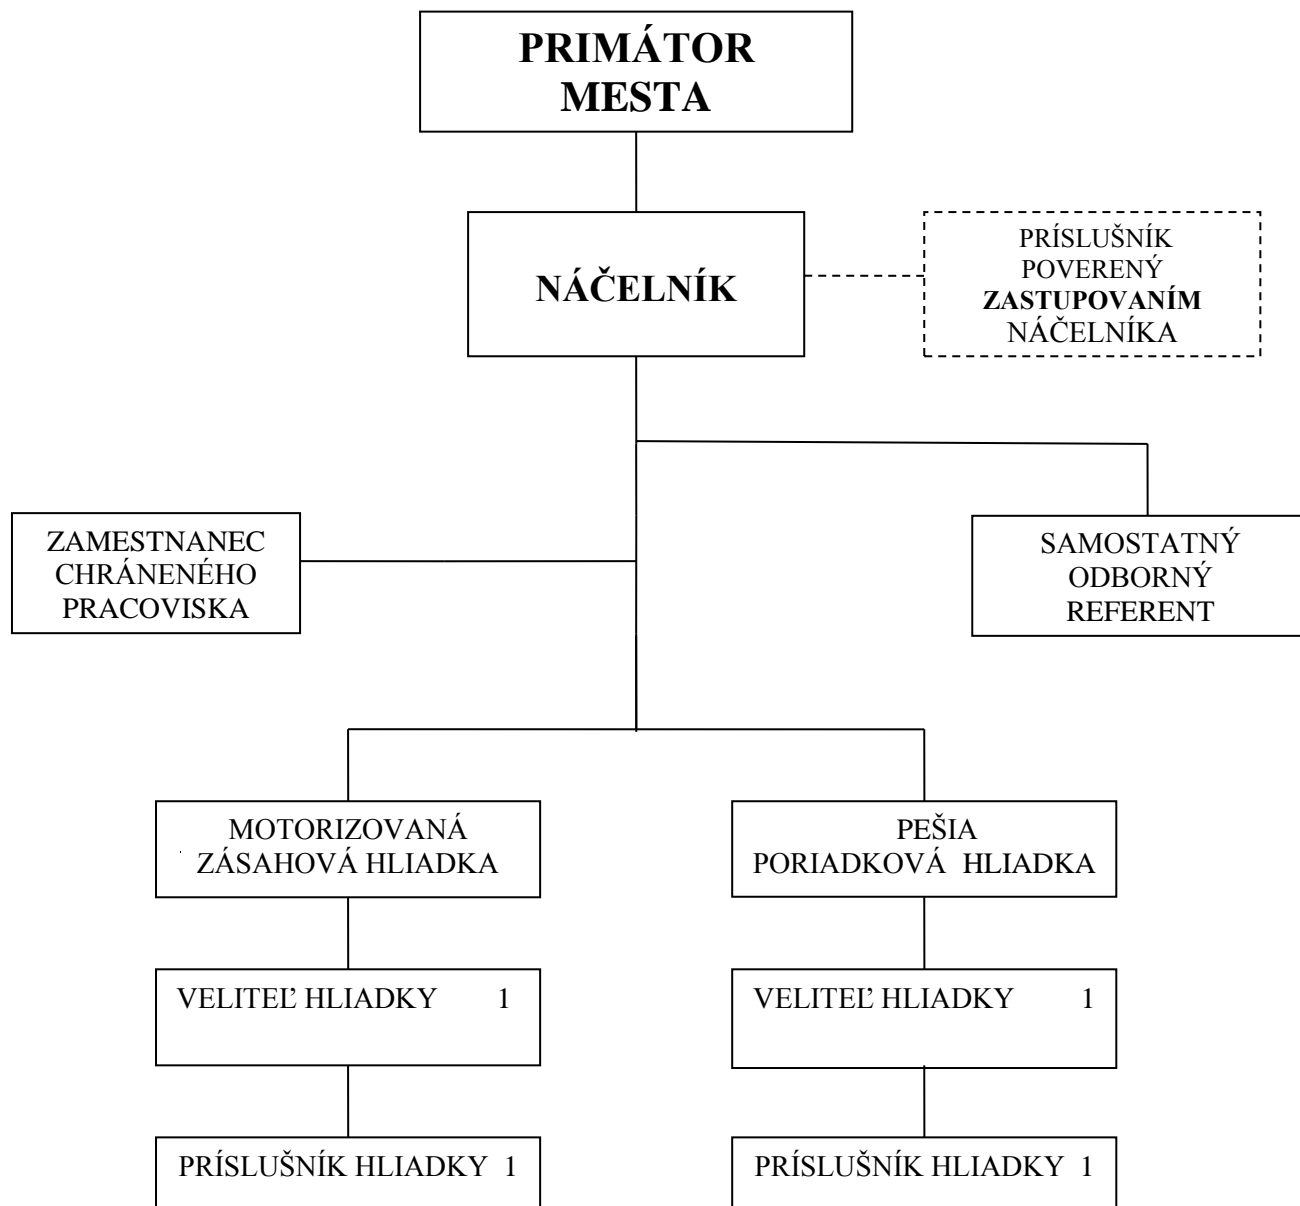 PRIMÁTOR
MESTA
NÁČELNÍK
PRÍSLUŠNÍK
POVERENÝ
ZASTUPOVANÍM
NÁČELNÍKA
ZAMESTNANEC
CHRÁNENÉHO
PRACOVISKA
SAMOSTATNÝ
ODBORNÝ
REFERENT
MOTORIZOVANÁ
ZÁSAHOVÁ HLIADKA
PEŠIA
PORIADKOVÁ HLIADKA
VELITEĽ HLIADKY 1
VELITEĽ HLIADKY 1
PRÍSLUŠNÍK HLIADKY 1
PRÍSLUŠNÍK HLIADKY 1